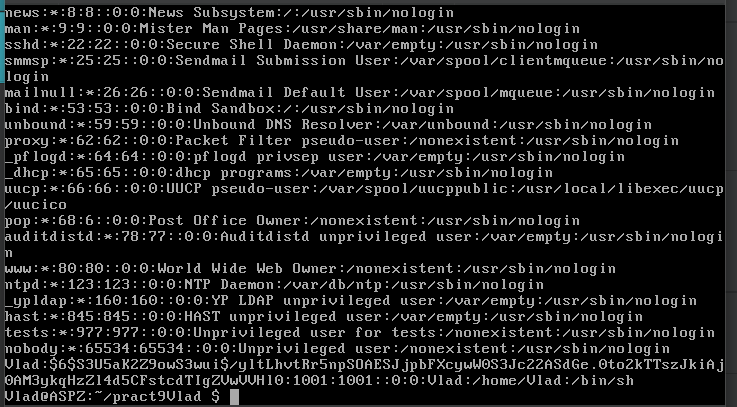 news:*:8:8::0:0:News Subsystem:/:/usr/sbin/nologin
man:*:9:9::0:0:Mister Man Pages:/usr/share/man:/usr/sbin/nologin
sshd:*:22:22::0:0:Secure Shell Daemon:/var/empty:/usr/sbin/nologin
smmsp:*:25:25::0:0:Sendmail Submission User:/var/spool/clientmqueue:/usr/sbin/no
login
mailnull:*:26:26::0:0:Sendmail Default User:/var/spool/mqueue:/usr/sbin/nologin
bind:*:53:53::0:0:Bind Sandbox:/:/usr/sbin/nologin
unbound:*:59:59::0:0:Unbound DNS Resolver:/var/unbound:/usr/sbin/nologin
proxy:*:62:62::0:0:Packet Filter pseudo-user:/nonexistent:/usr/sbin/nologin
_pflogd:*:64:64::0:0:pflogd privsep user:/var/empty:/usr/sbin/nologin
_dhcp:*:65:65::0:0:dhcp programs:/var/empty:/usr/sbin/nologin
uucp:*:66:66::0:0:UUCP pseudo-user:/var/spool/uucppublic:/usr/local/libexec/uucp
/uucico
pop:*:68:6::0:0:Post Office Owner:/nonexistent:/usr/sbin/nologin
auditdistd:*:78:77::0:0:Auditdistd unprivileged user:/var/empty:/usr/sbin/nologi
n
www:*:80:80::0:0:World Wide Web Owner:/nonexistent:/usr/sbin/nologin
ntpd:*:123:123::0:0:NTP Daemon:/var/db/ntp:/usr/sbin/nologin
_ypldap:*:160:160::0:0:YP LDAP unprivileged user:/var/empty:/usr/sbin/nologin
hast:*:845:845::0:0:HAST unprivileged user:/var/empty:/usr/sbin/nologin
tests:*:977:977::0:0:Unprivileged user for tests:/nonexistent:/usr/sbin/nologin
nobody:*:65534:65534::0:0:Unprivileged user:/nonexistent:/usr/sbin/nologin
Vlad:$6$S3U5aK2Z9owS3wui$/yltLhvtRr5npSOAESJjpbFXcywW0S3Jc22ASdGe.0to2kTTszJkiAj
0AM3ykqHzZl4d5CFstcdTIgZVwVVHl0:1001:1001::0:0:Vlad:/home/Vlad:/bin/sh
Vlad@ASPZ:~/pract9Vlad $